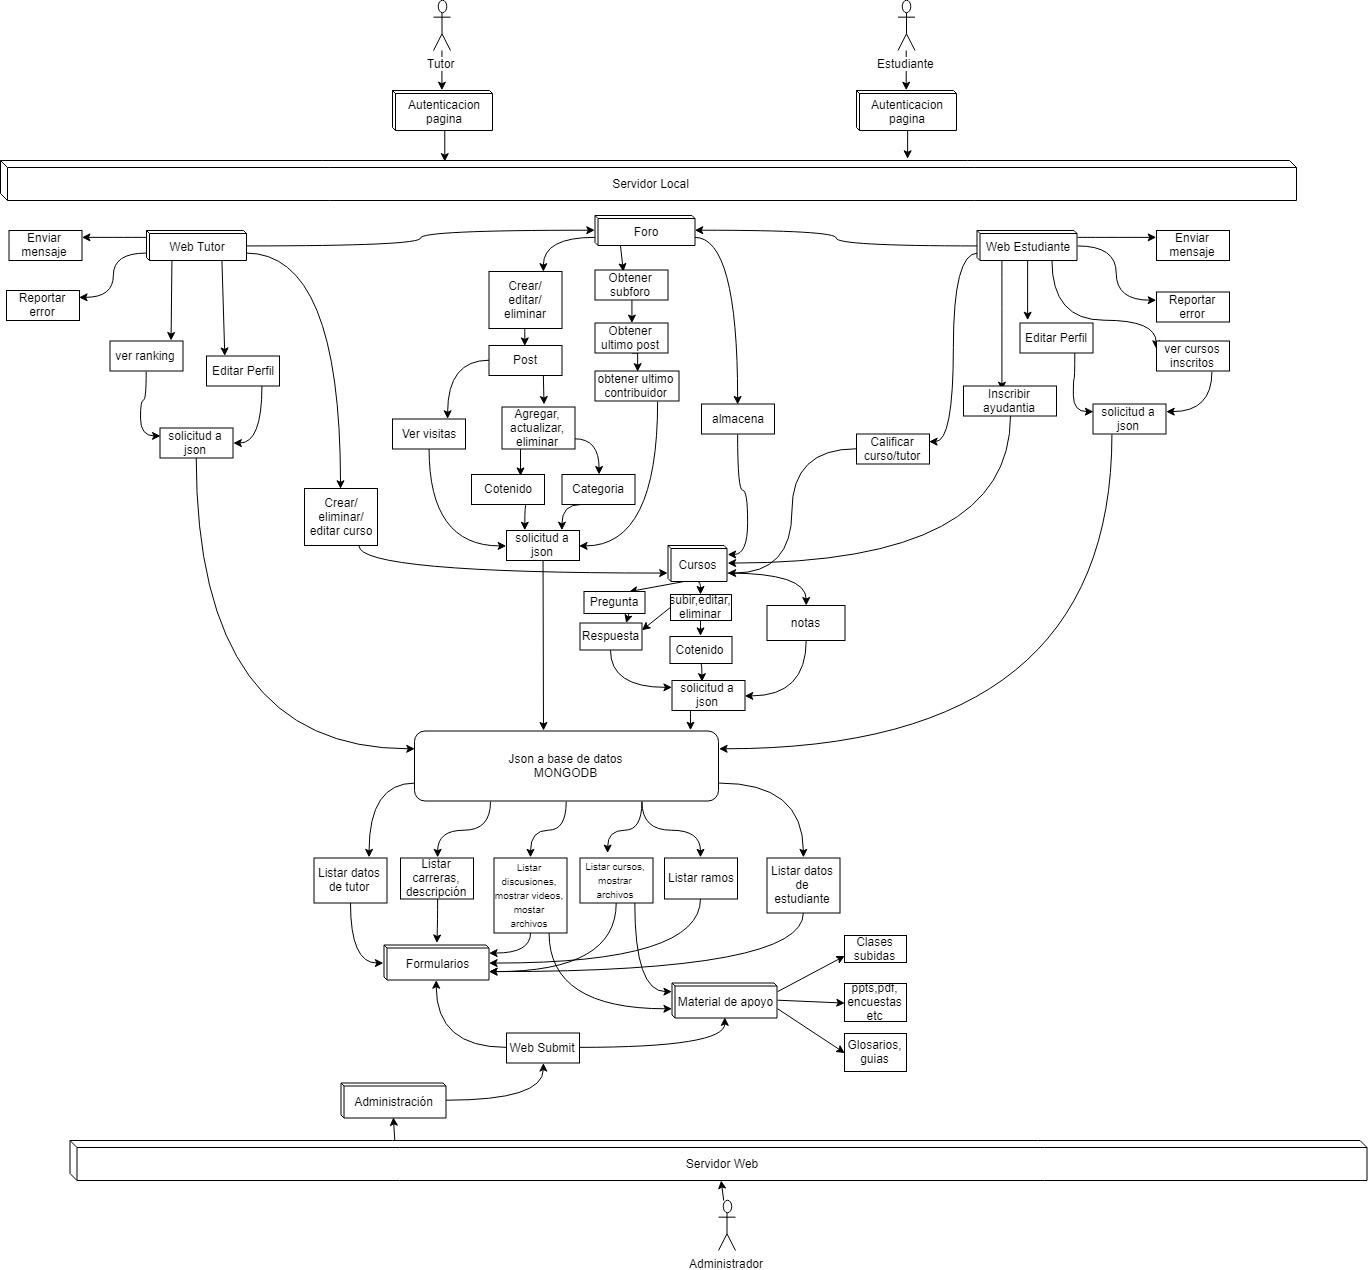 Tutor
Estudiante
Autenticacion
pagina
Autenticacion
pagina
Servidor Local
Enviar
mensaje
Web Tutor
Foro
Web Estudiante
Enviar
mensaje
Reportar
error
Crear/
editar/
eliminar
Obtener
subforo
Reportar
error
ver ranking
Editar Perfil
Post
Obtener
ultimo post
Editar Perfil
ver cursos
inscritos
obtener ultimo
contribuidor
Inscribir
ayudantia
solicitud a
json
Ver visitas
Agregar,
actualizar,
eliminar
almacena
Calificar
curso/tutor
solicitud a
json
Crear/
eliminar/
editar curso
Cotenido
Categoria
solicitud a
json
Cursos
Pregunta
subir,editar,
eliminar
notas
Respuesta
Cotenido
solicitud a
json
Json a base de datos
MONGODB
Listar datos
de tutor
Listar
carreras,
descripción
Listar
discusiones,
mostrar videos,
mostar
archivos
Listar cursos,
mostrar
archivos
Listar ramos
Listar datos
de
estudiante
Formularios
Clases
subidas
Material de apoyo
ppts,pdf,
encuestas
etc
Web Submit
Glosarios,
guias
Administración
Servidor Web
Administrador